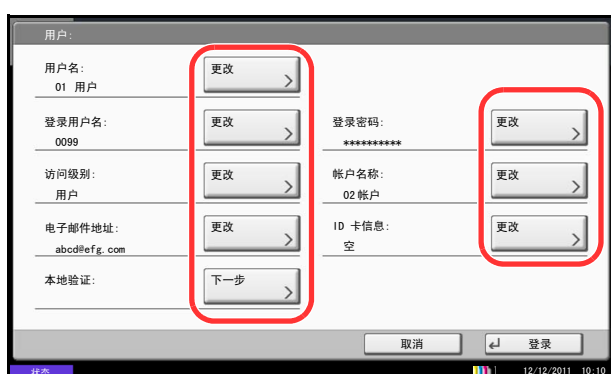 用户:
用户名: 更改
01 用户
登录用户名: 更改 登录密码: 更改
0099 **********
访问级别: 更改 帐户名称: 更改
用户 02 帐户
电子邮件地址: 更改 ID 卡信息: 更改
abcd@efg.com 空
本地验证: 下一步
取消 登录
状态 12/12/2011 10:10